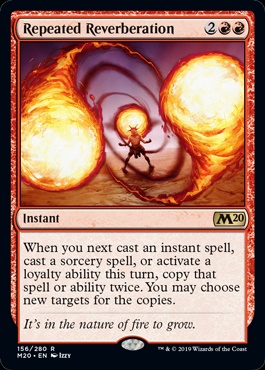 Repeated Reverberation 2
Instant M20
When you next cast an instant spell,
cast a sorcery spell, or activate a
loyalty ability this turn, copy that
spell or ability twice. You may choose
new targets for the copies.
It's in the nature of fire to grow.
156/280 R
M20 • EN Izzy ™ & © 2019 Wizards of the Coast